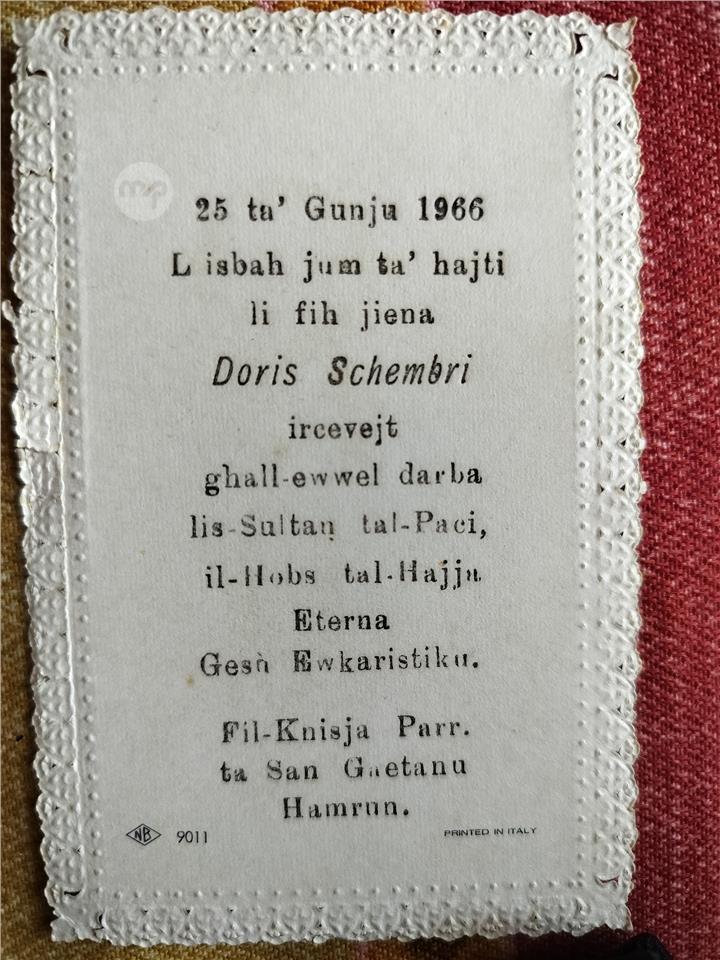 mp
25 ta' Gunju 1966
L isbah jum ta' hajti
li fih jiena
Doris Schembri
ircevejt
ghall-ewwel darba
lis-Sultan tal-Paci,
il-Hobs tal-Hajja
Eterna
Gesù Ewkaristiku.
Fil-Knisja Parr.
ta San Gaetanu
Hamrun.
NB 9011
PRINTED IN ITALY